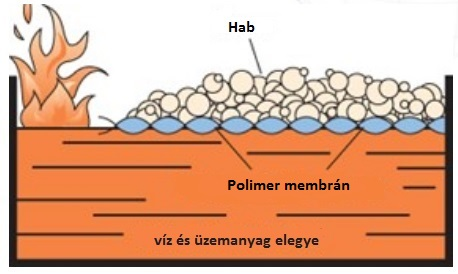 Hab
Polimer membrán
víz és üzemanyag elegye